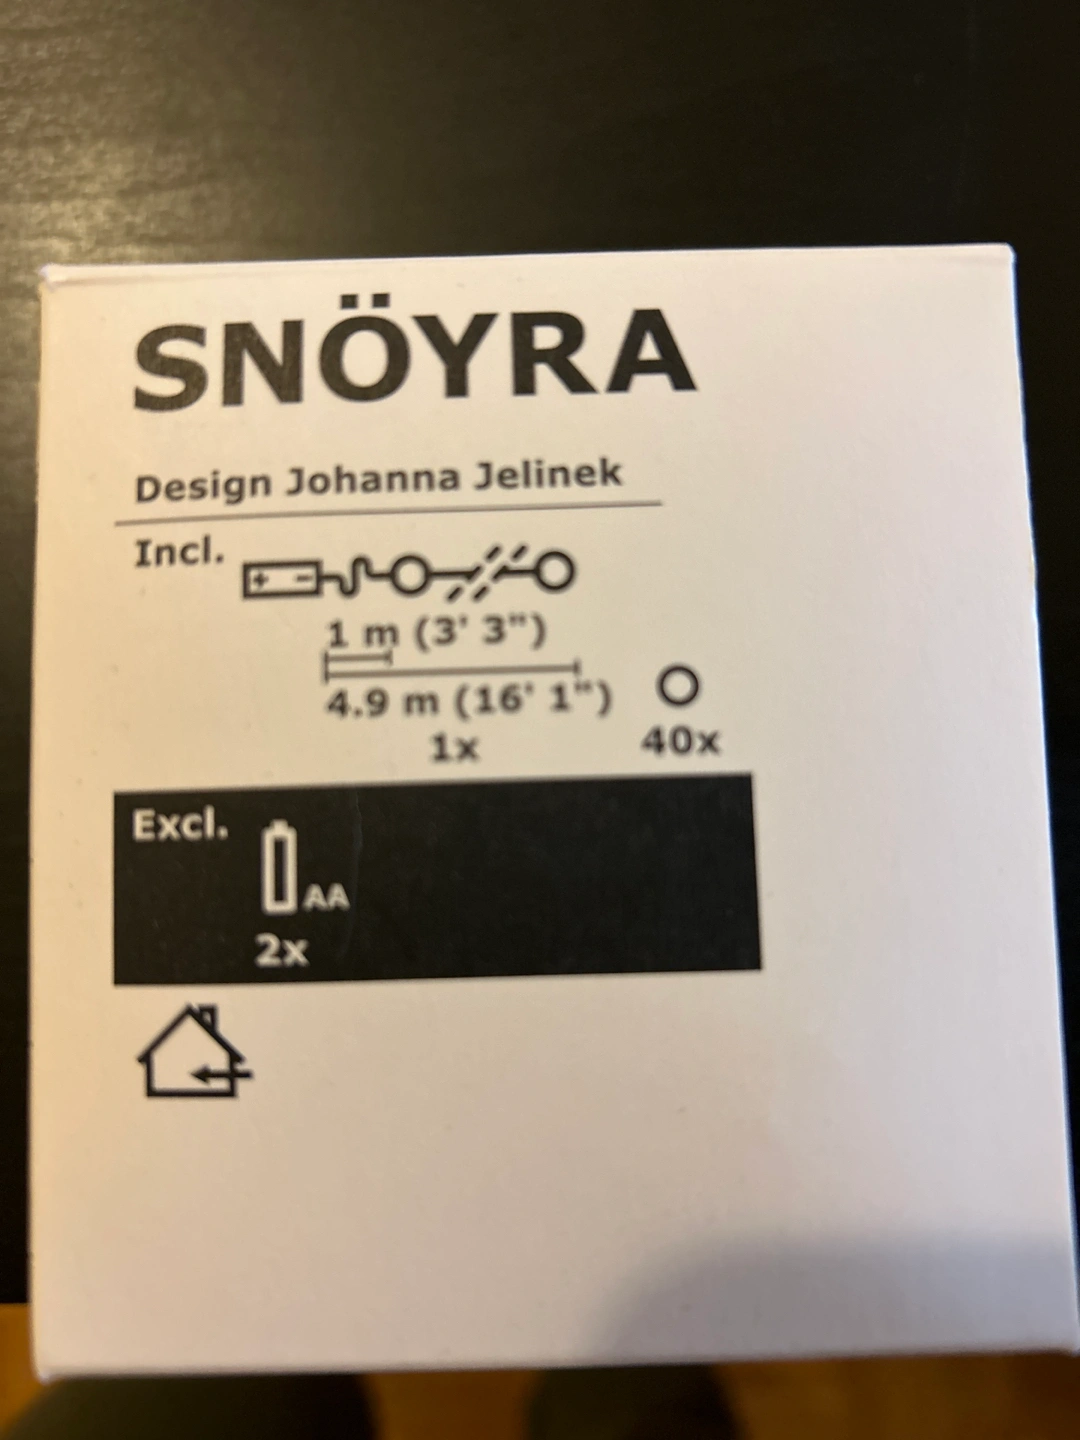 SNÖYRA
Design Johanna Jelinek
Incl.
+ -
1 m (3' 3")
4.9 m (16' 1")
1x 40x
Excl.
AA
2x